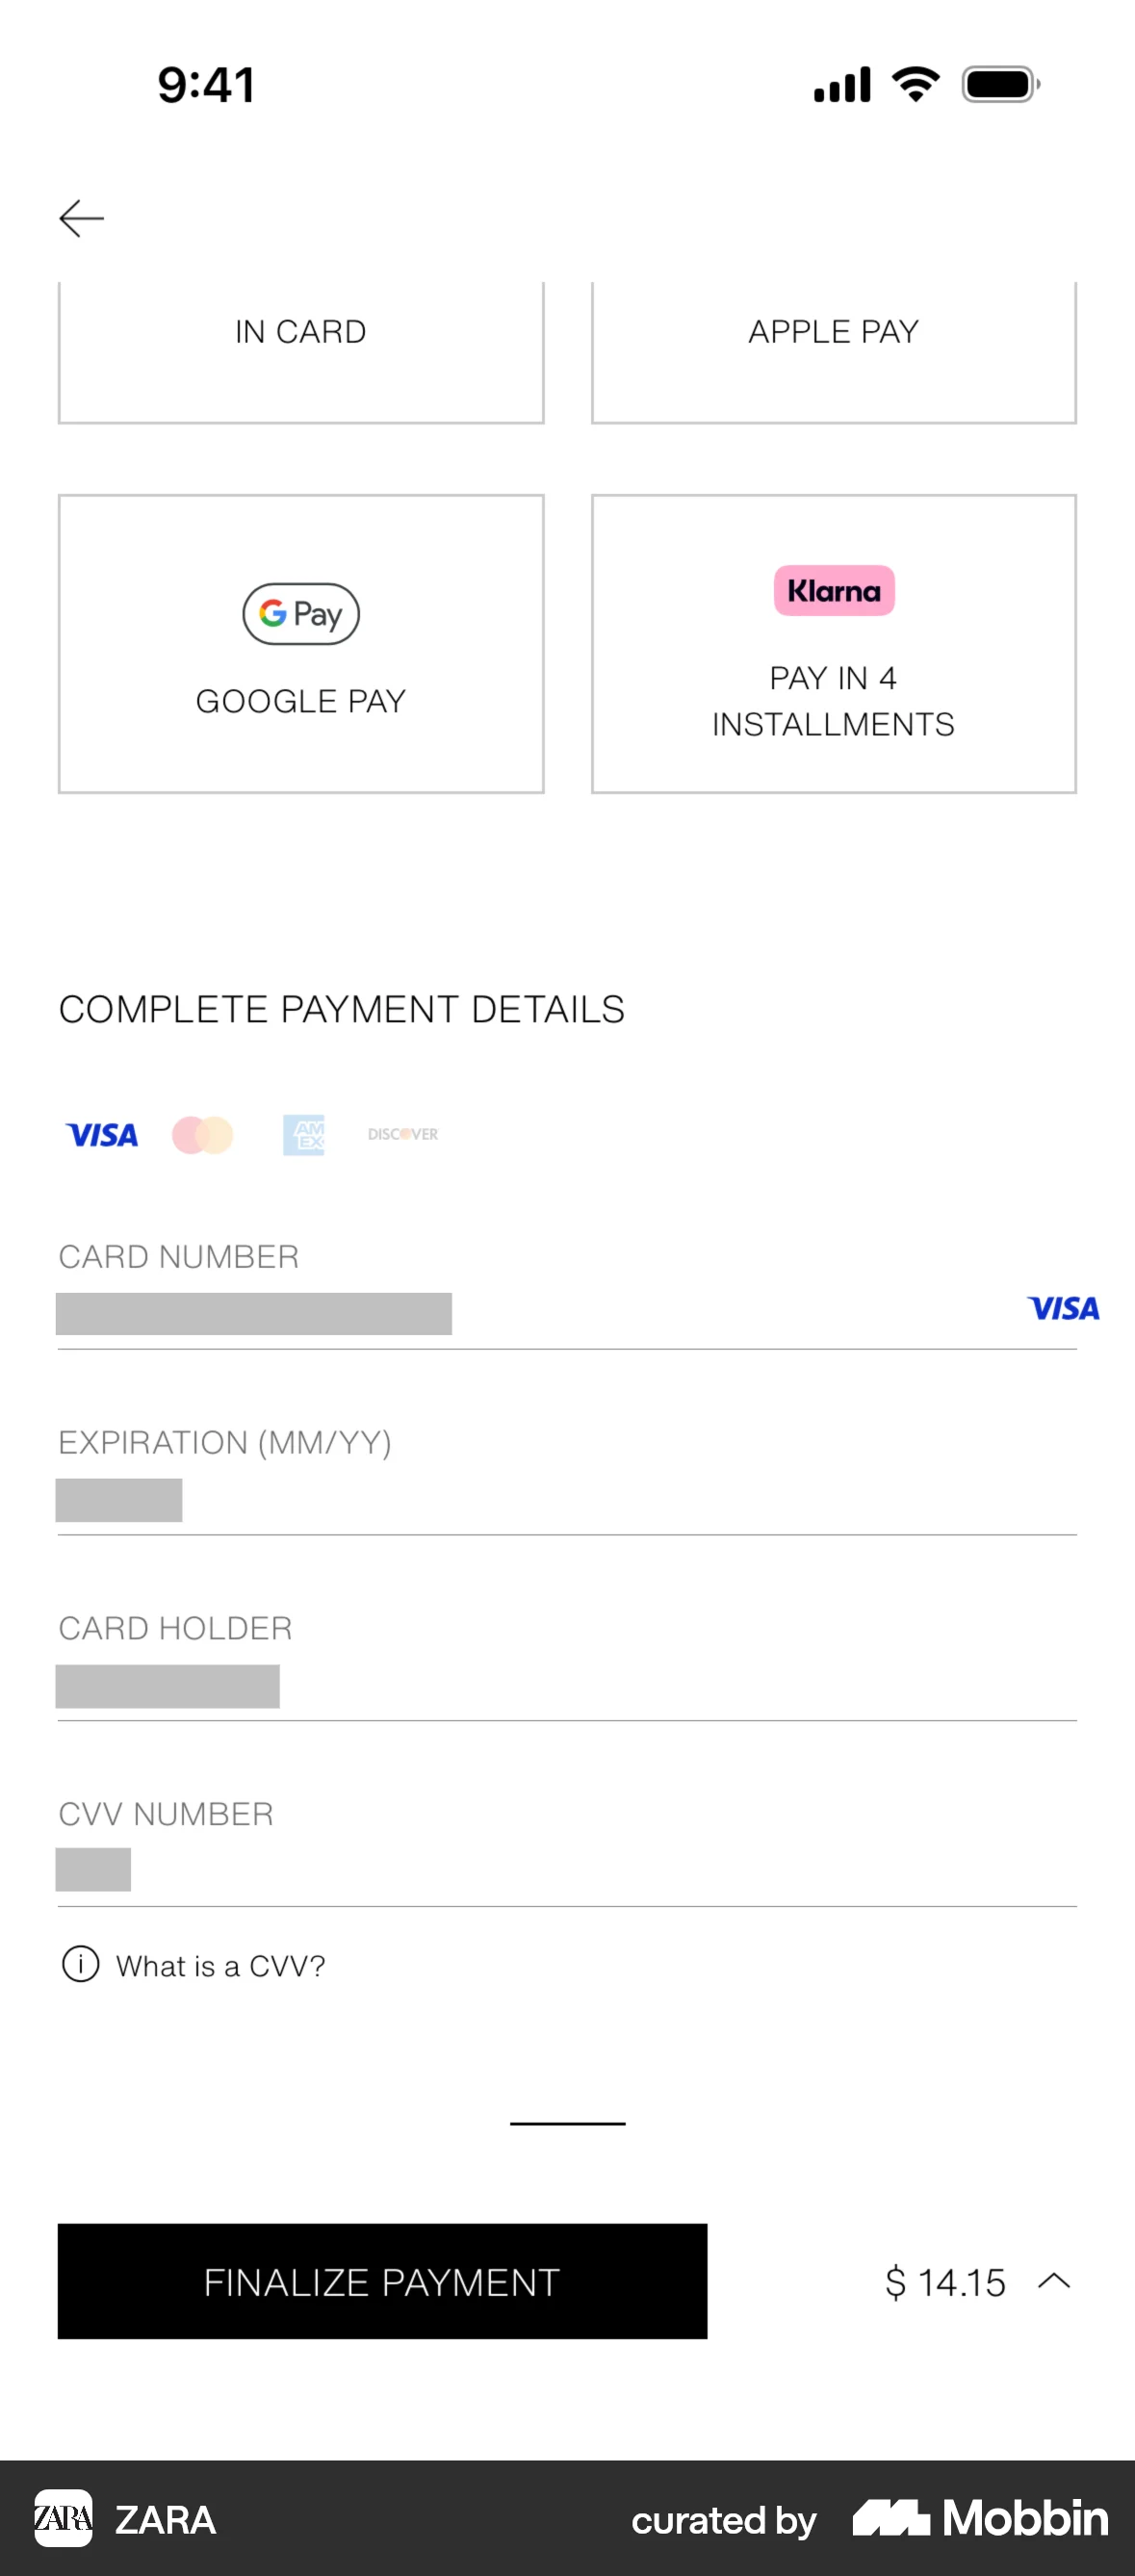 9:41
IN CARD
APPLE PAY
G Pay
GOOGLE PAY
Klarna
PAY IN 4
INSTALLMENTS
COMPLETE PAYMENT DETAILS
VISA
AM
EX
DISCOVER
CARD NUMBER
VISA
EXPIRATION (MM/YY)
CARD HOLDER
CVV NUMBER
What is a CVV?
FINALIZE PAYMENT
$ 14.15
ZARA
ZARA
curated by
Mobbin